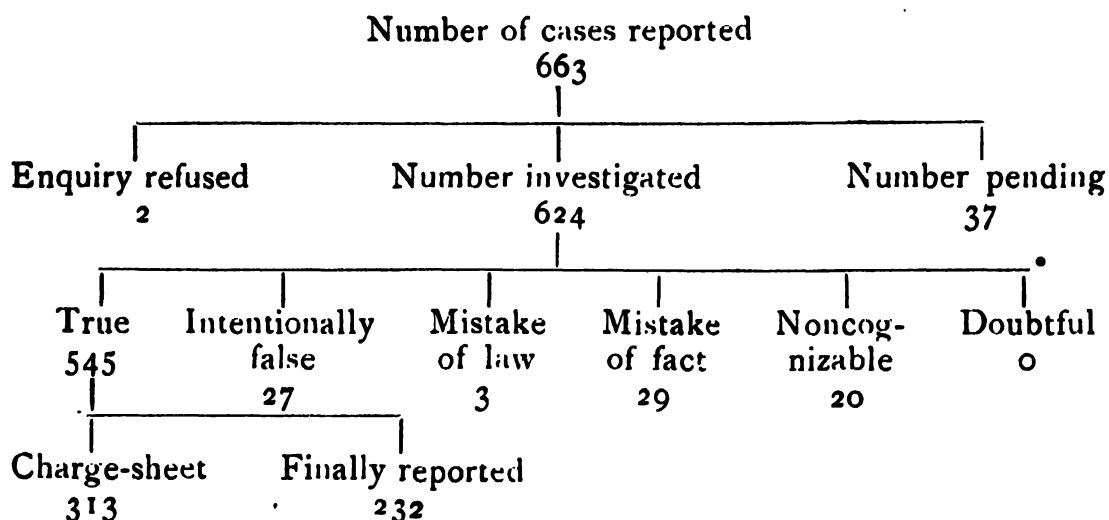 Number of cases reported
663
Enquiry refused Number investigated Number pending
2 624 37
True Intentionally Mistake Mistake Noncog- Doubtful
545 false of law of fact nizable 0
27 3 29 20
Charge-sheet Finally reported
313 232